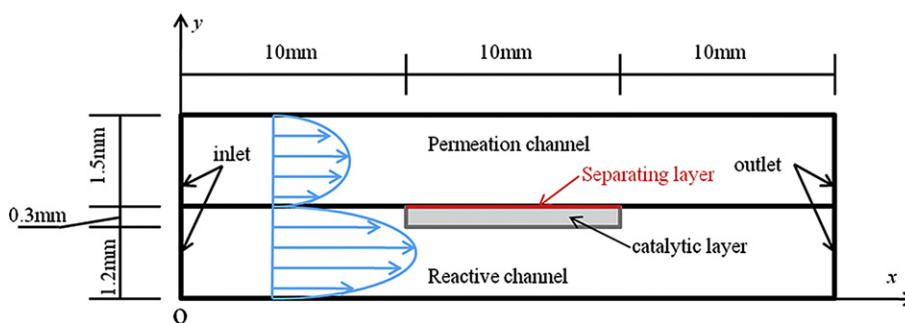 y
10mm
10mm
10mm
1.5mm
inlet
Permeation channel
Separating layer
outlet
0.3mm
catalytic layer
1.2mm
Reactive channel
x
O